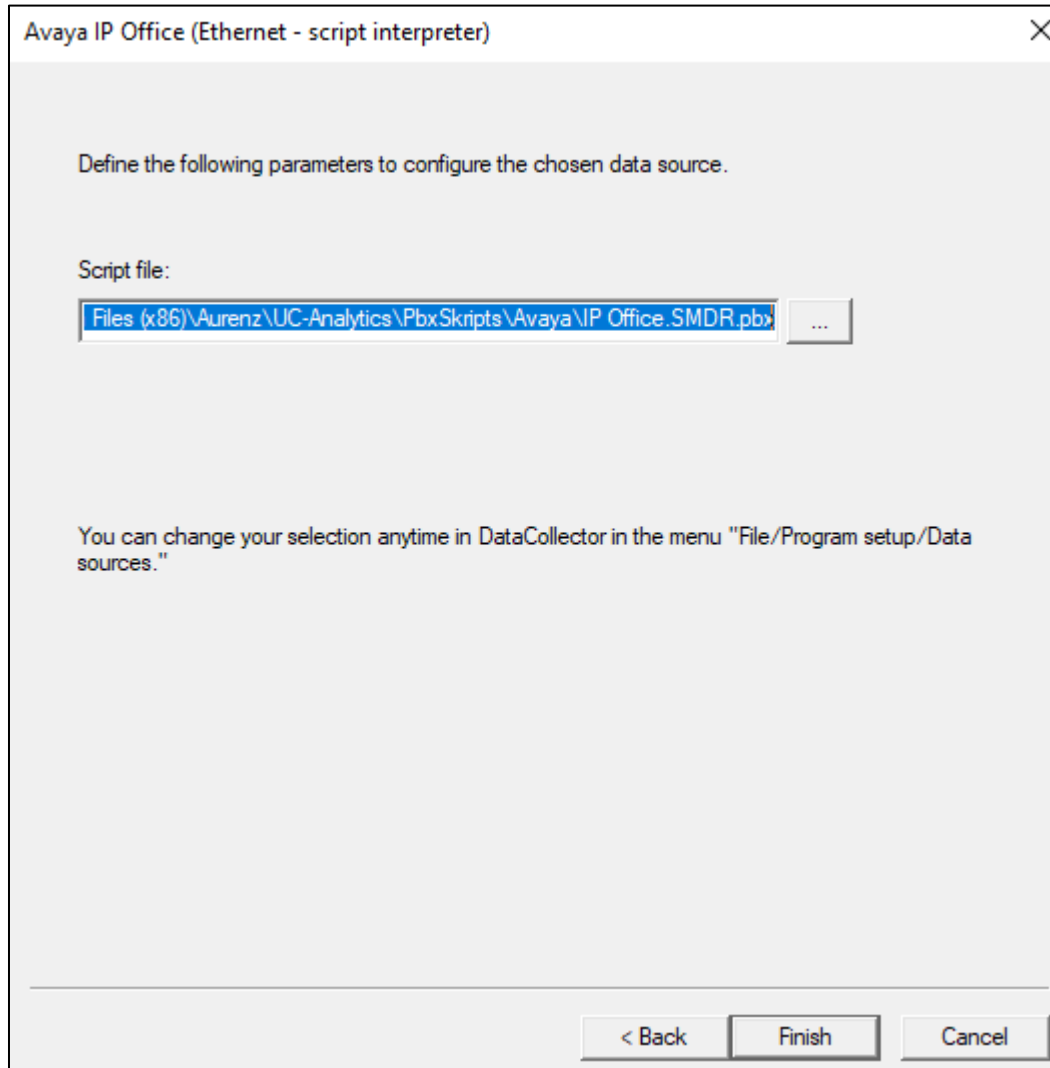 Avaya IP Office (Ethernet - script interpreter)
Define the following parameters to configure the chosen data source.
Script file:
Files (x86)\Aurenz\UC-Analytics\PbxSkripts\Avaya\IP Office.SMDR.pbx
...
You can change your selection anytime in DataCollector in the menu "File/Program setup/Data
sources."
< Back
Finish
Cancel